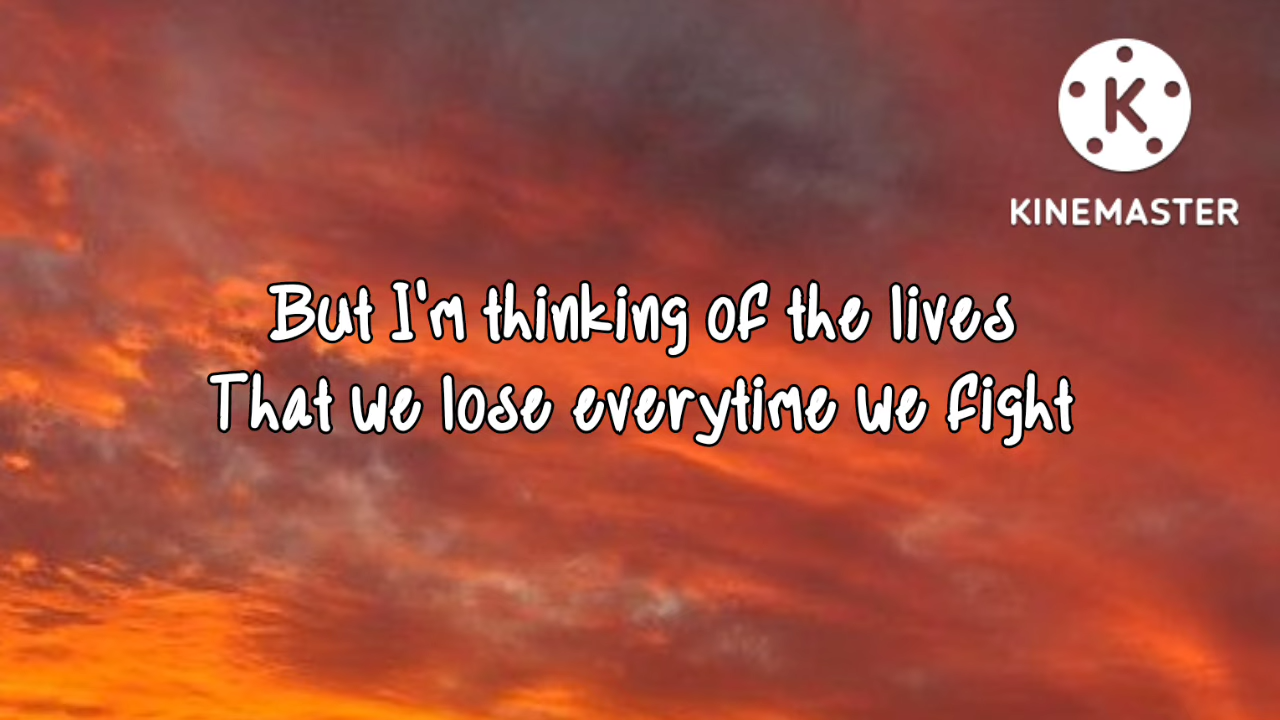 K
KINEMASTER
But I'm thinking of the lives
That we lose everytime we fight